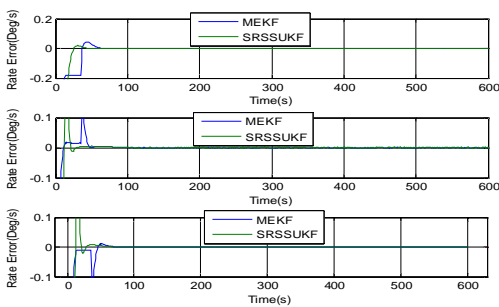 0.2
0
-0.2
Rate Error(Deg/s)
MEKF
SRSSUKF
0 100 200 300 400 500 600
Time(s)
0.1
0
-0.1
Rate Error(Deg/s)
MEKF
SRSSUKF
0 100 200 300 400 500 600
Time(s)
0.1
0
-0.1
Rate Error(Deg/s)
MEKF
SRSSUKF
0 100 200 300 400 500 600
Time(s)